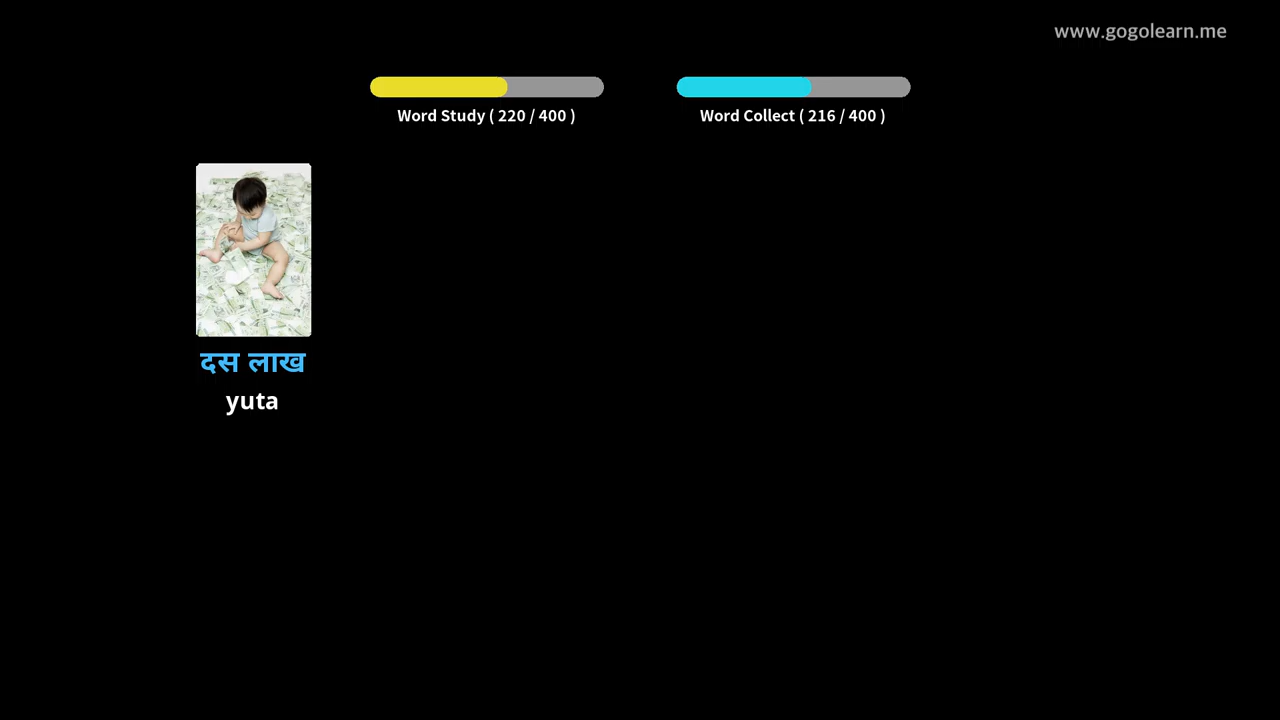 www.gogolearn.me
Word Study ( 220 / 400 )
Word Collect ( 216 / 400 )
दस लाख
yuta